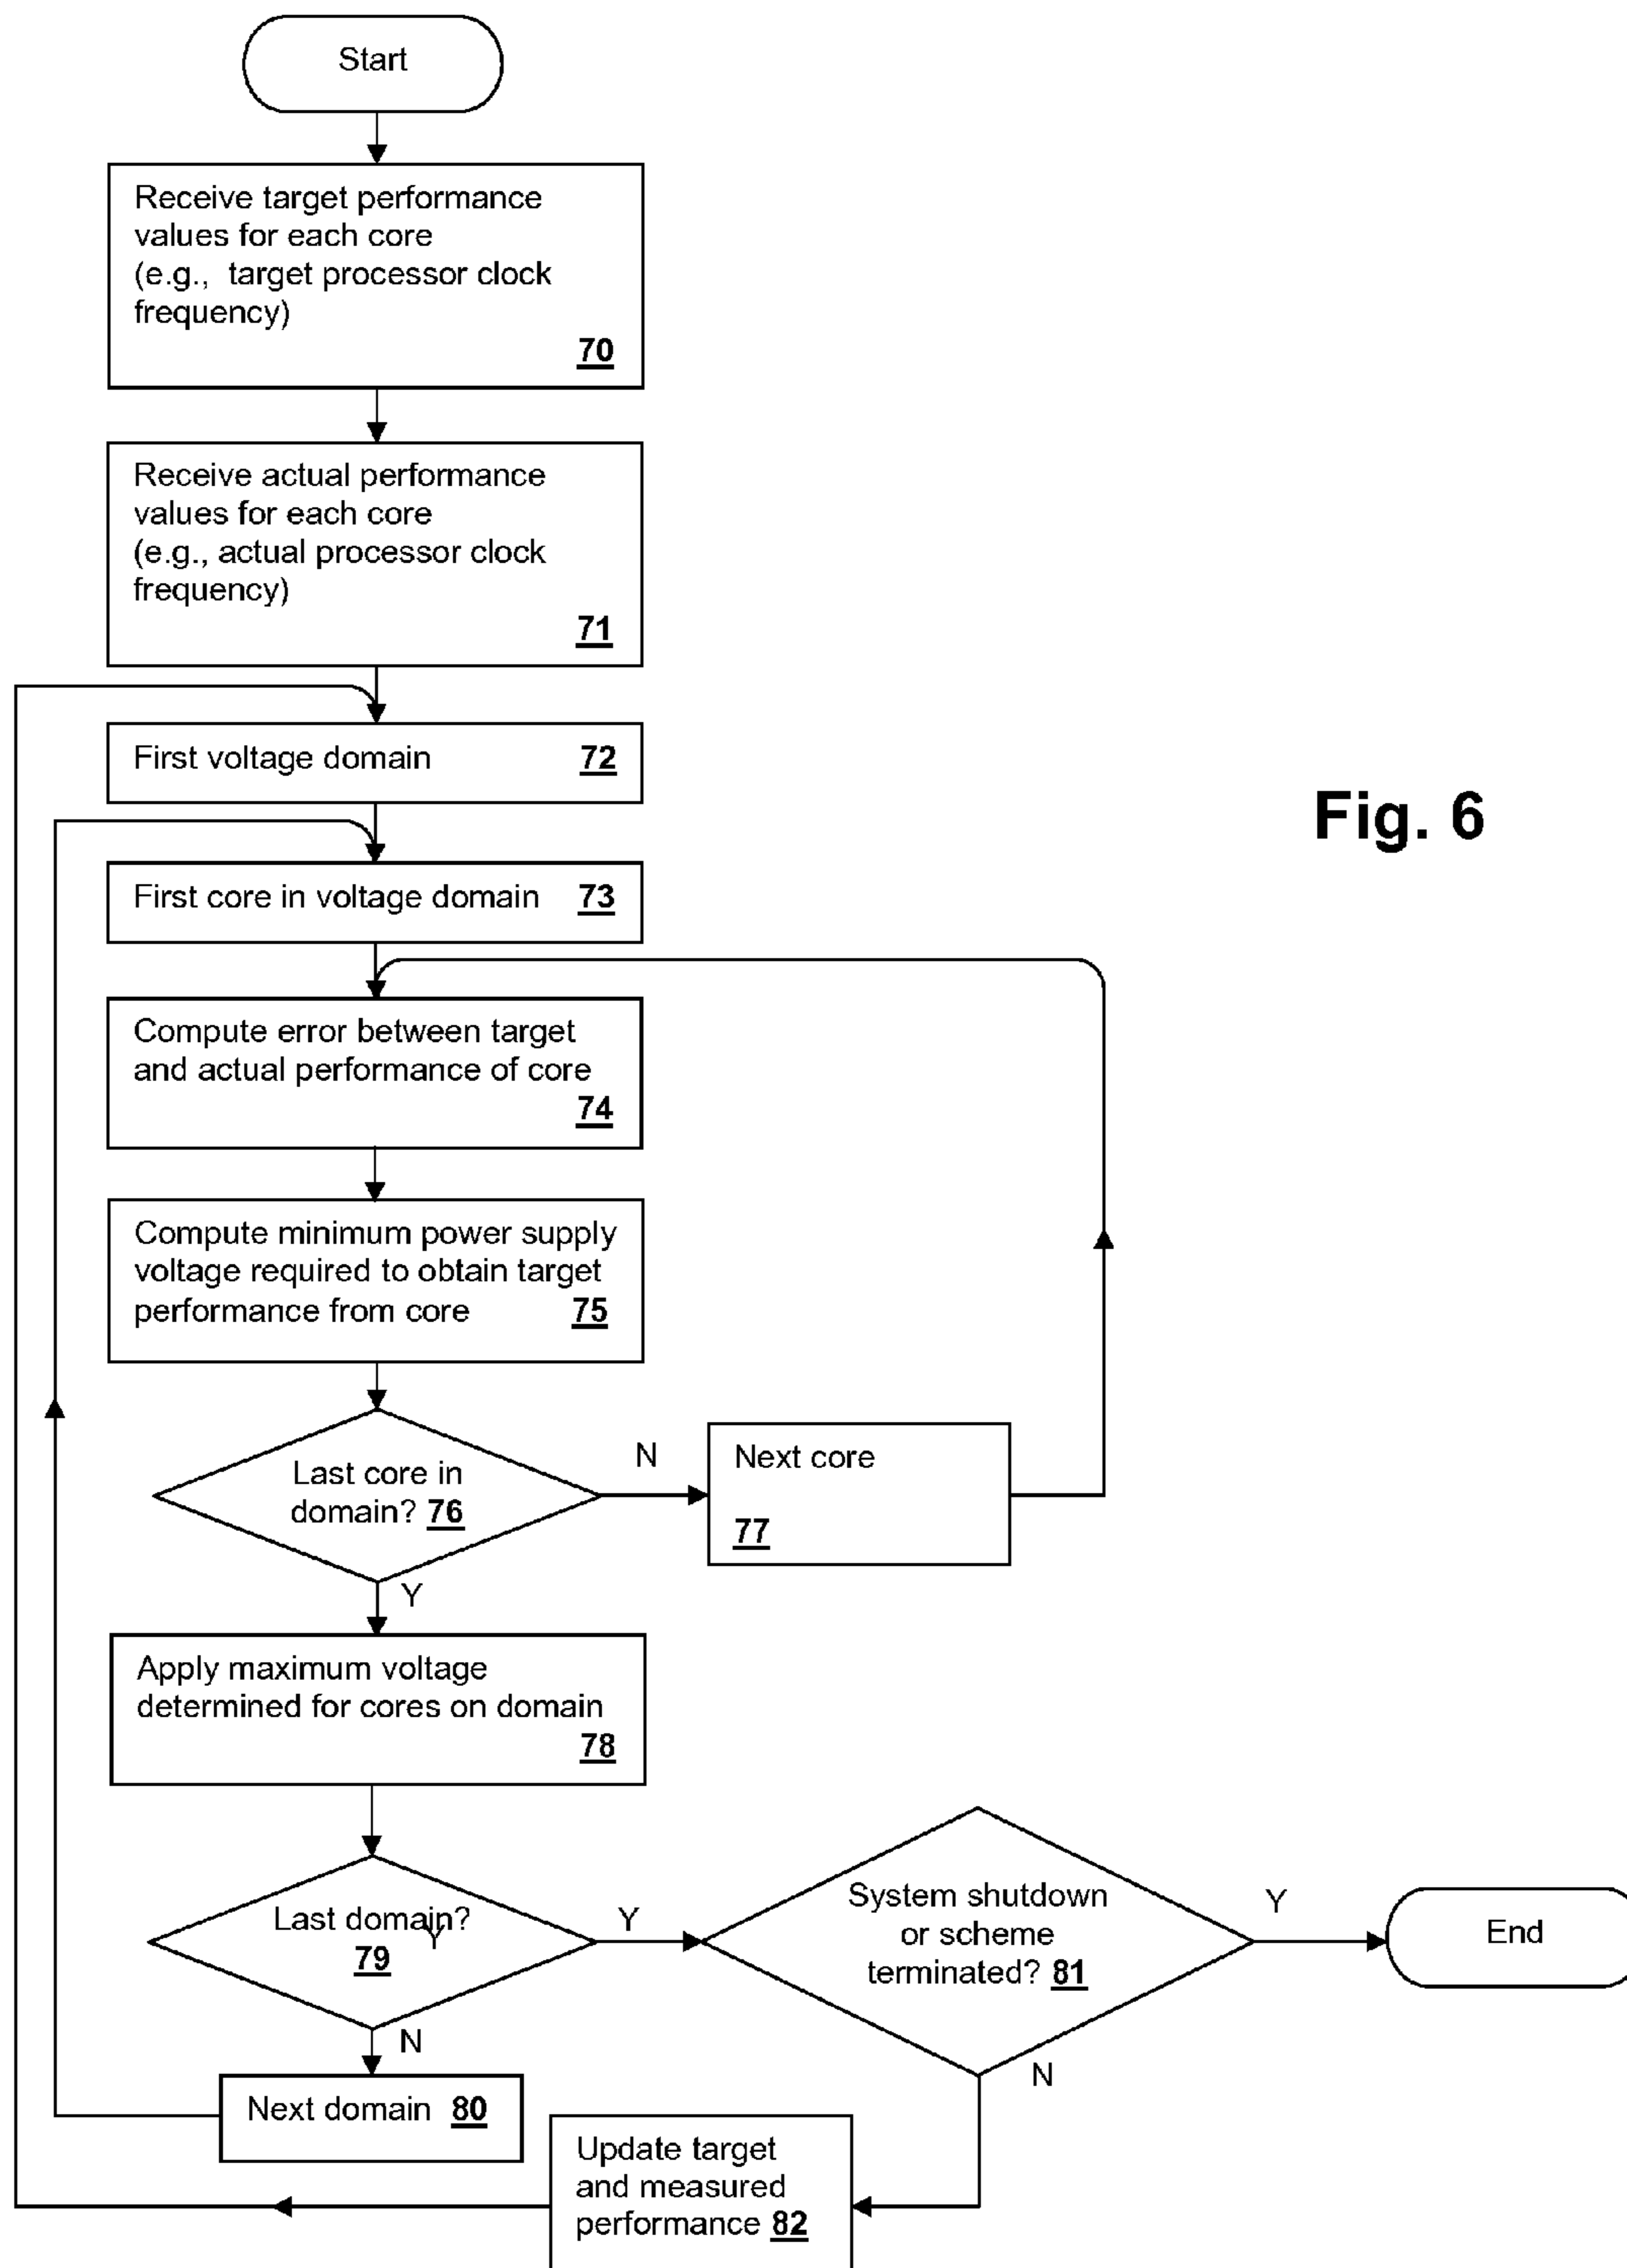 Start
Receive target performance
values for each core
(e.g., target processor clock
frequency)
70
Receive actual performance
values for each core
(e.g., actual processor clock
frequency)
71
First voltage domain 72
Fig. 6
First core in voltage domain 73
Compute error between target
and actual performance of core
74
Compute minimum power supply
voltage required to obtain target
performance from core 75
Last core in
domain? 76
N
Next core
77
Y
Apply maximum voltage
determined for cores on domain
78
Last domain?
Y
79
Y
System shutdown
or scheme
terminated? 81
Y
End
N
Next domain 80
N
Update target
and measured
performance 82